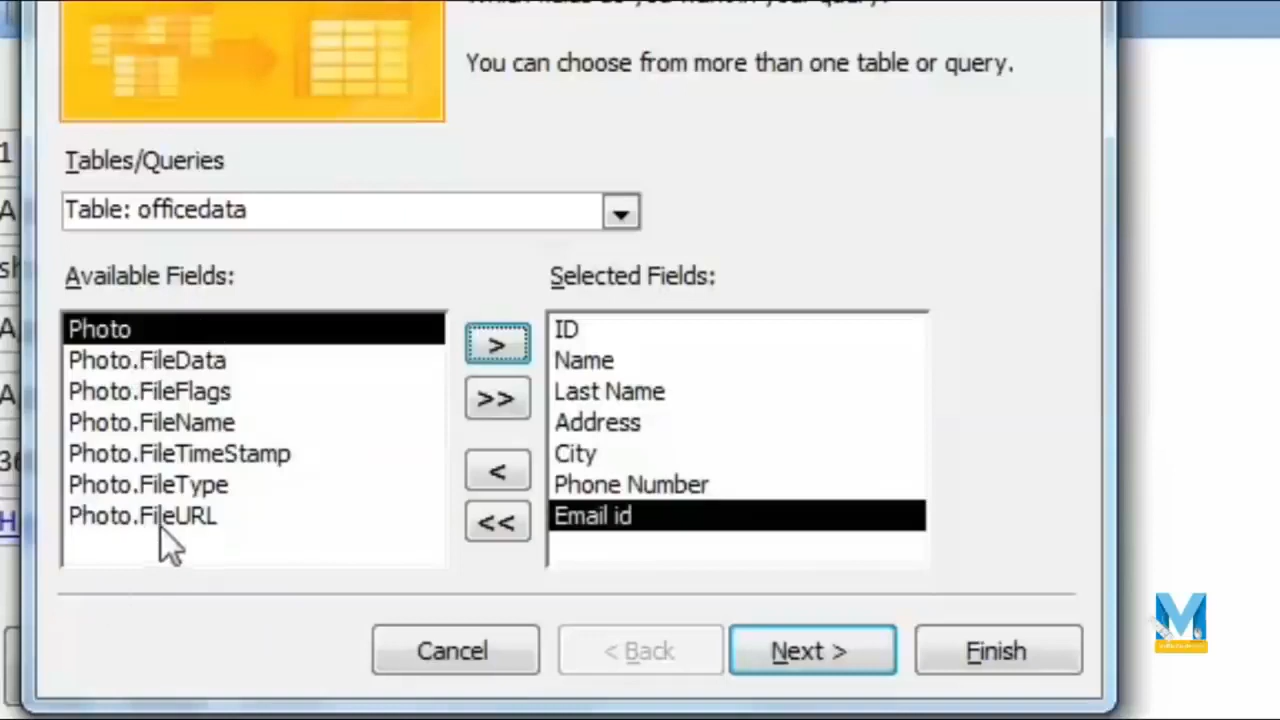 You can choose from more than one table or query.
Tables/Queries
Table: officedata
Available Fields:
Selected Fields:
Photo
Photo.FileData
Photo.FileFlags
Photo.FileName
Photo.FileTimeStamp
Photo.FileType
Photo.FileURL
>
>>
<
<<
ID
Name
Last Name
Address
City
Phone Number
Email id
Cancel
< Back
Next >
Finish